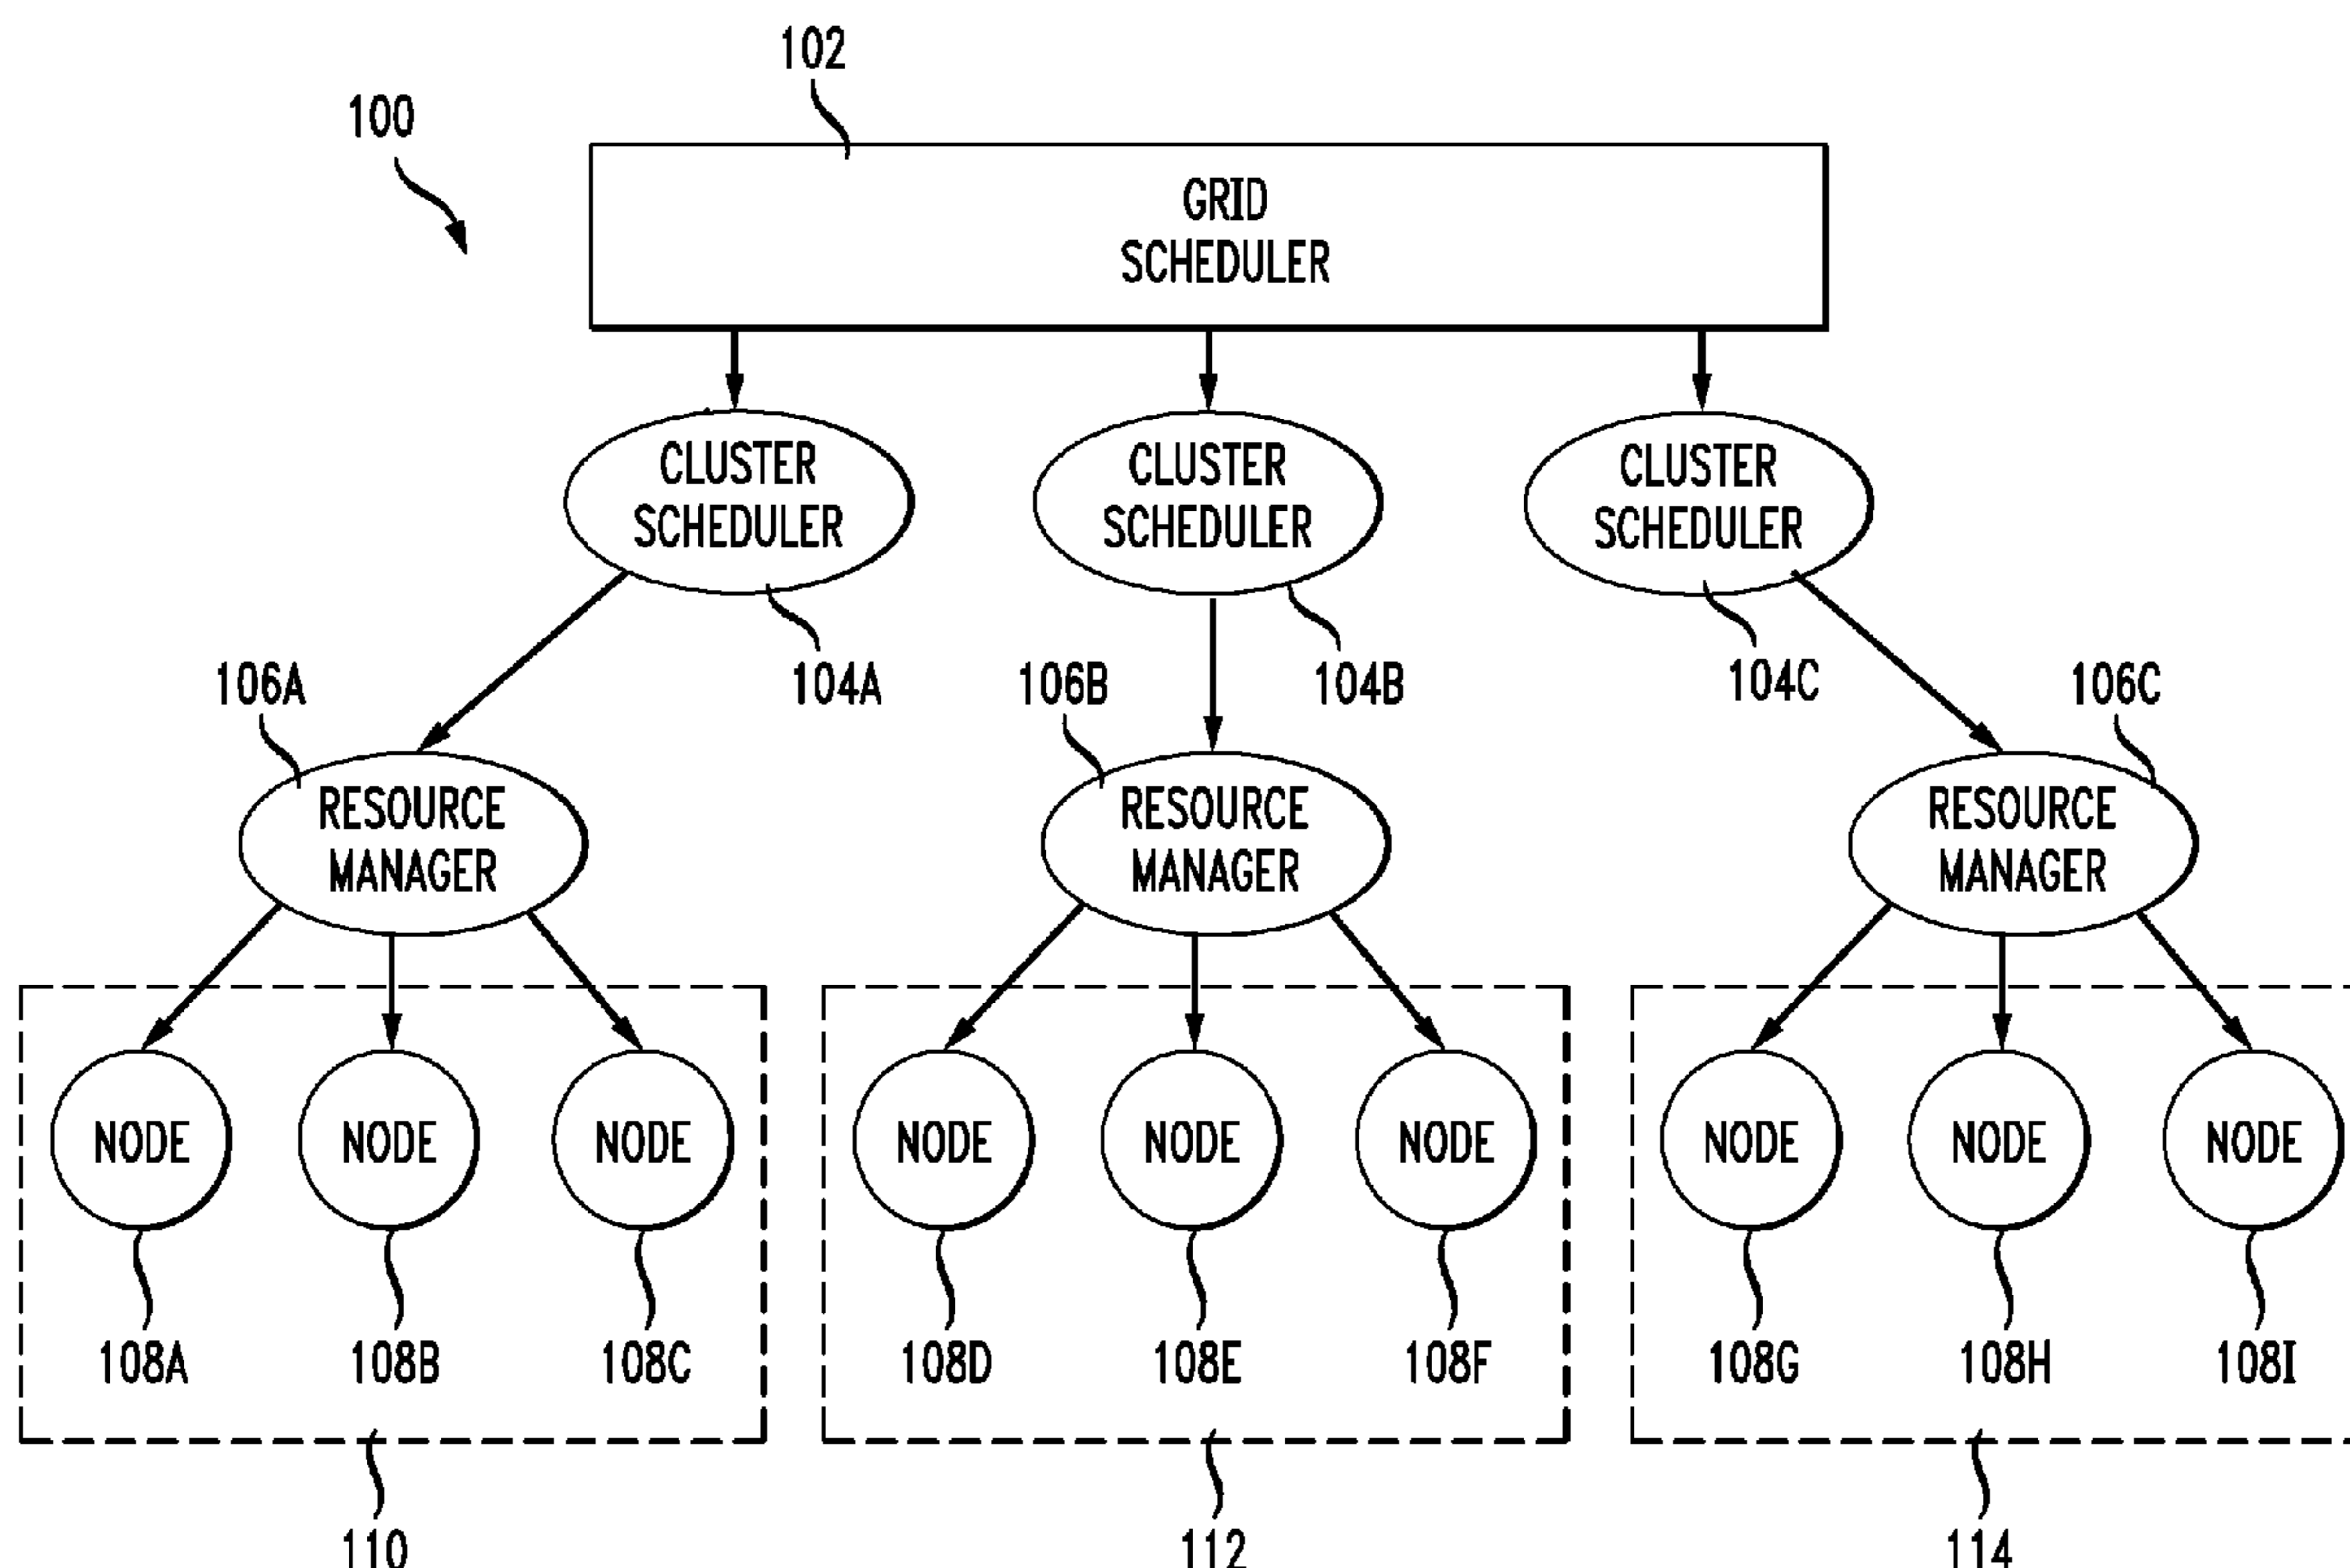 102
100
GRID
SCHEDULER
CLUSTER
SCHEDULER
CLUSTER
SCHEDULER
CLUSTER
SCHEDULER
104A
104B
104C
106A
106B
106C
RESOURCE
MANAGER
RESOURCE
MANAGER
RESOURCE
MANAGER
NODE
NODE
NODE
NODE
NODE
NODE
NODE
NODE
NODE
108A
108B
108C
108D
108E
108F
108G
108H
108I
110
112
114